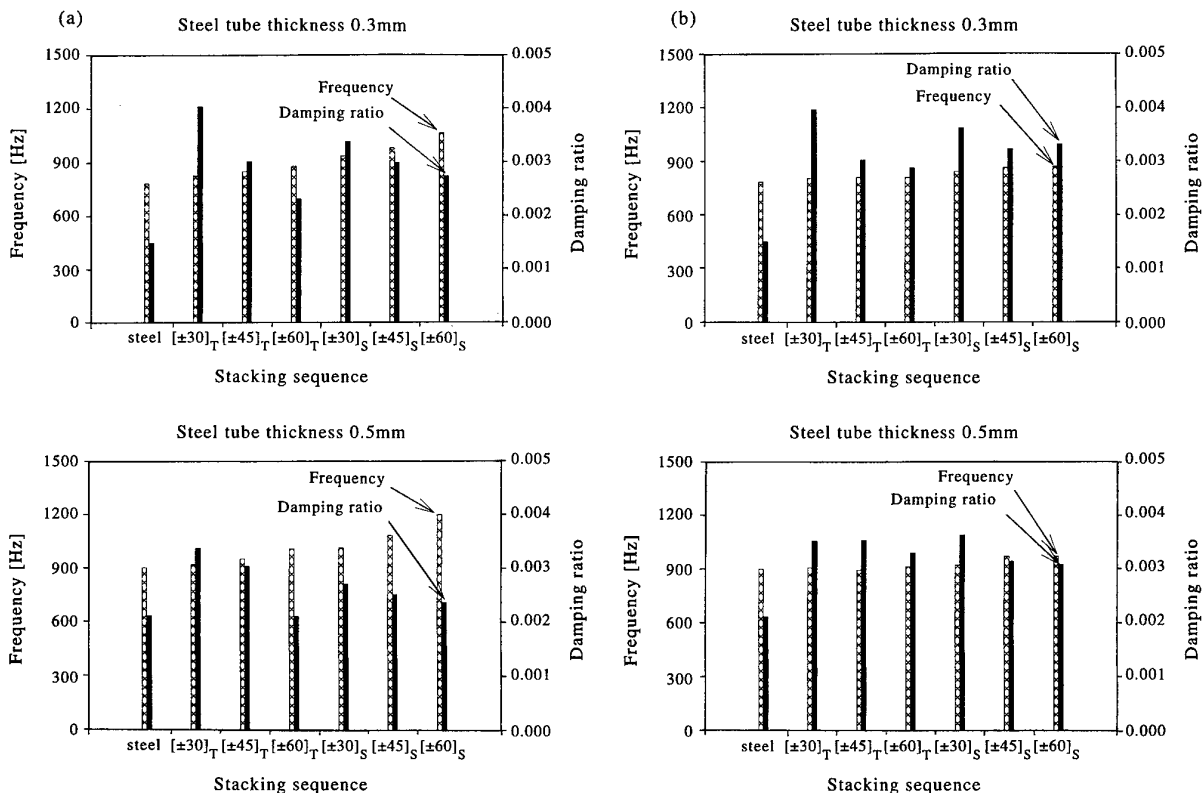 (a)
Steel tube thickness 0.3mm
Frequency [Hz]
1500
1200
900
600
300
0
Frequency
Damping ratio
0.005
0.004
0.003
0.002
0.001
0.000
Damping ratio
steel [±30]T [±45]T [±60]T [±30]S [±45]S [±60]S
Stacking sequence
(b)
Steel tube thickness 0.3mm
Frequency [Hz]
1500
1200
900
600
300
0
Damping ratio
Frequency
0.005
0.004
0.003
0.002
0.001
0.000
Damping ratio
steel [±30]T [±45]T [±60]T [±30]S [±45]S [±60]S
Stacking sequence
Steel tube thickness 0.5mm
Frequency [Hz]
1500
1200
900
600
300
0
Frequency
Damping ratio
0.005
0.004
0.003
0.002
0.001
0.000
Damping ratio
steel [±30]T [±45]T [±60]T [±30]S [±45]S [±60]S
Stacking sequence
Steel tube thickness 0.5mm
Frequency [Hz]
1500
1200
900
600
300
0
Frequency
Damping ratio
0.005
0.004
0.003
0.002
0.001
0.000
Damping ratio
steel [±30]T [±45]T [±60]T [±30]S [±45]S [±60]S
Stacking sequence